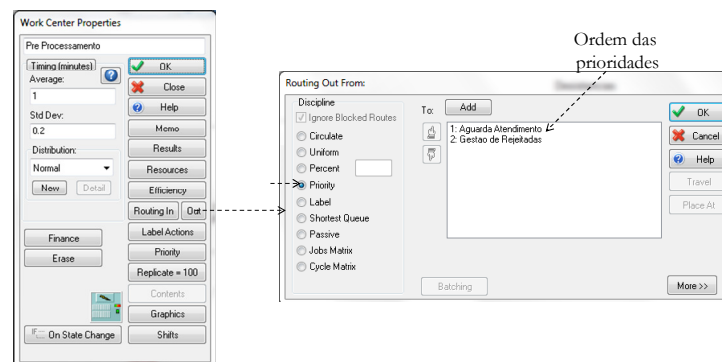 Work Center Properties
Pre Processamento
Timing (minutes)
Average:
1
Std Dev:
0.2
Distribution:
Normal
New
Detail
Finance
Erase
On State Change
OK
Close
Help
Memo
Results
Resources
Efficiency
Routing In
Out
Label Actions
Priority
Replicate = 100
Contents
Graphics
Shifts
Ordem das
prioridades
Routing Out From:
Discipline
Ignore Blocked Routes
Circulate
Uniform
Percent
Priority
Label
Shortest Queue
Passive
Jobs Matrix
Cycle Matrix
To:
Add
1: Aguarda Atendimento
2: Gestao de Rejeitadas
Batching
OK
Cancel
Help
Travel
Place At
More >>